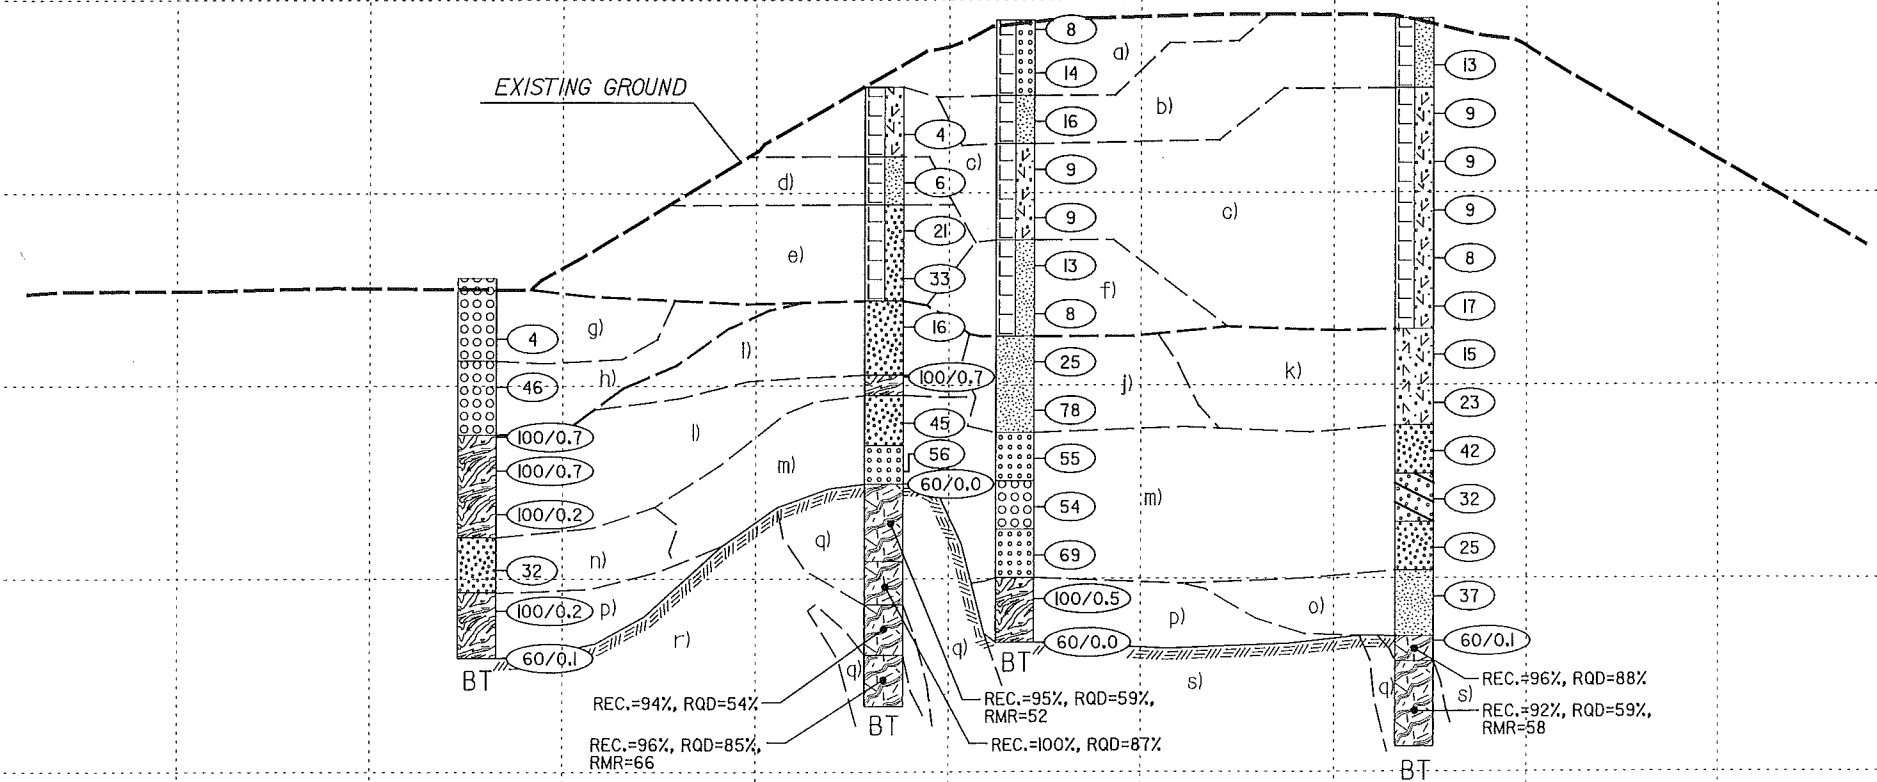 EXISTING GROUND
4
46
100/0.7
100/0.7
100/0.2
32
100/0.2
60/0.1
BT
4
6
21
33
16
100/0.7
45
56
60/0.0
BT
8
14
16
9
9
13
8
25
78
55
54
69
100/0.5
60/0.0
BT
13
9
9
9
8
17
15
23
42
32
25
37
60/0.1
BT
a)
b)
c)
c)
d)
e)
f)
g)
h)
i)
j)
k)
l)
m)
m)
n)
o)
p)
p)
q)
q)
q)
q)
r)
s)
s)
REC.=94%, RQD=54%
REC.=96%, RQD=85%,
RMR=66
REC.=95%, RQD=59%,
RMR=52
REC.=100%, RQD=87%
REC.=96%, RQD=88%
REC.=92%, RQD=59%,
RMR=58